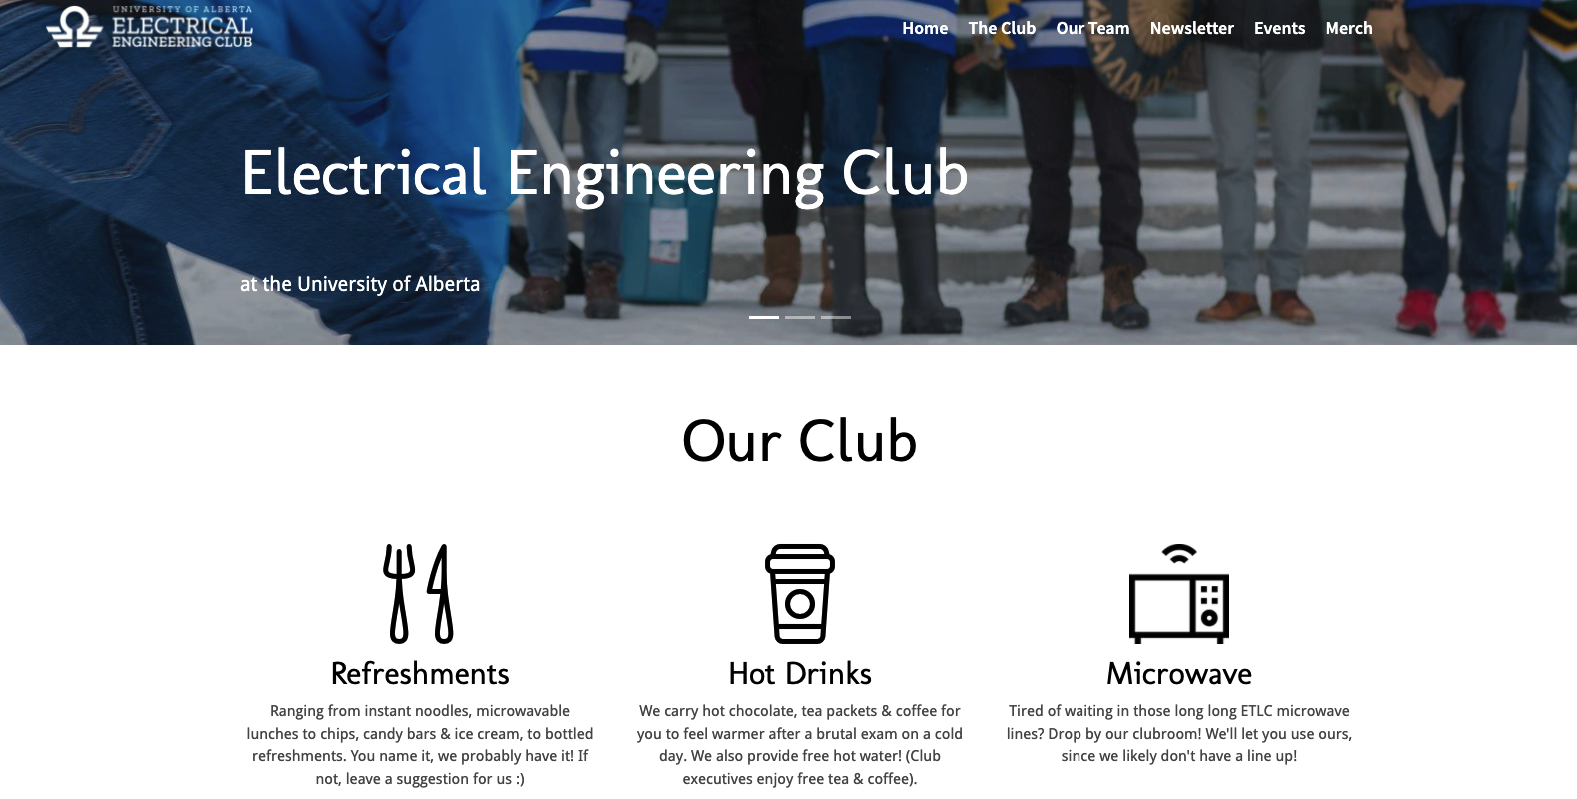 UNIVERSITY OF ALBERTA
ELECTRICAL
ENGINEERING CLUB
Home The Club Our Team Newsletter Events Merch
Electrical Engineering Club
at the University of Alberta
Our Club
Refreshments
Ranging from instant noodles, microwavable
lunches to chips, candy bars & ice cream, to bottled
refreshments. You name it, we probably have it! If
not, leave a suggestion for us :)
Hot Drinks
We carry hot chocolate, tea packets & coffee for
you to feel warmer after a brutal exam on a cold
day. We also provide free hot water! (Club
executives enjoy free tea & coffee).
Microwave
Tired of waiting in those long long ETLC microwave
lines? Drop by our clubroom! We'll let you use ours,
since we likely don't have a line up!